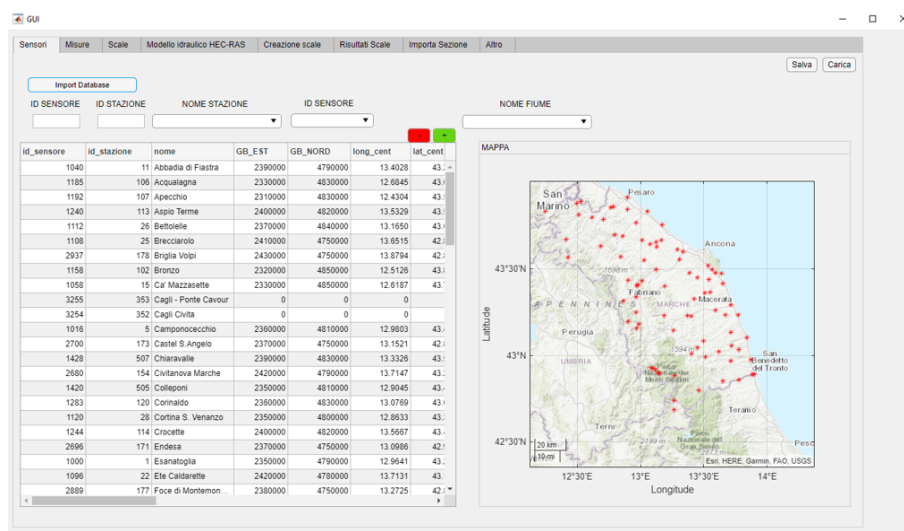 GUI
Sensori Misure Scale Modello idraulico HEC-RAS Creazione scale Risultati Scale Importa Sezione Altro
Salva Carica
Import Database
ID SENSORE ID STAZIONE NOME STAZIONE ID SENSORE NOME FIUME
- +
id_sensore id_stazione nome GB_EST GB_NORD long_cent lat_cent
1040 11 Abbadia di Fiastra 2390000 4790000 13.4028
1185 106 Acqualagna 2330000 4830000 12.6845
1192 107 Apecchio 2310000 4830000 12.4304
1240 113 Aspio Terme 2400000 4820000 13.5329
1112 26 Bettolelle 2370000 4840000 13.1650
1108 25 Brecciarolo 2410000 4750000 13.6515
2937 178 Briglia Volpi 2430000 4750000 13.8794
1158 102 Bronzo 2320000 4850000 12.5126
1058 15 Ca' Mazzasette 2330000 4850000 12.6187
3255 353 Cagli - Ponte Cavour 0 0 0
3254 352 Cagli Civita 0 0 0
1016 5 Camponocecchio 2360000 4810000 12.9803
2700 173 Castel S.Angelo 2370000 4750000 13.1521
1428 507 Chiaravalle 2390000 4830000 13.3326
2680 154 Civitanova Marche 2420000 4790000 13.7147
1420 505 Colleponi 2350000 4810000 12.9045
1283 120 Corinaldo 2360000 4830000 13.0769
1120 28 Cortina S. Venanzo 2350000 4800000 12.8633
1244 114 Crocette 2400000 4820000 13.5667
2696 171 Endesa 2370000 4750000 13.0986
1000 1 Esanatoglia 2350000 4790000 12.9641
1096 22 Ete Caldarette 2420000 4780000 13.7131
2889 177 Foce di Montemon... 2380000 4750000 13.2725
MAPPA
San Marino
Pesaro
Ancona
43°30'N
Fabriano
APENNINES
MARCHE
Macerata
Perugia
Latitude
1594 m
43°N
UMBRIA
San Benedetto del Tronto
Teramo
Terni
42°30'N
20 km
10 mi
Esri, HERE, Garmin, FAO, USGS
12°30'E 13°E 13°30'E 14°E
Longitude